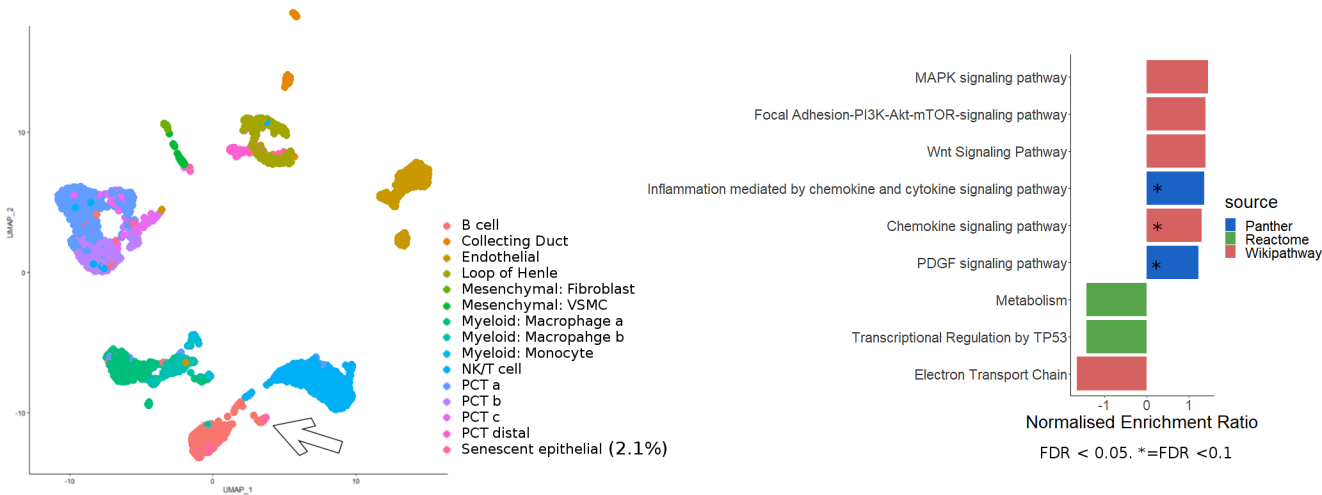 10
0
-10
UMAP_2
-10
0
10
UMAP_1
B cell
Collecting Duct
Endothelial
Loop of Henle
Mesenchymal: Fibroblast
Mesenchymal: VSMC
Myeloid: Macrophage a
Myeloid: Macropahge b
Myeloid: Monocyte
NK/T cell
PCT a
PCT b
PCT c
PCT distal
Senescent epithelial (2.1%)
MAPK signaling pathway
Focal Adhesion-PI3K-Akt-mTOR-signaling pathway
Wnt Signaling Pathway
Inflammation mediated by chemokine and cytokine signaling pathway
*
Chemokine signaling pathway
*
PDGF signaling pathway
*
Metabolism
Transcriptional Regulation by TP53
Electron Transport Chain
-1 0 1
Normalised Enrichment Ratio
FDR < 0.05. *=FDR <0.1
source
Panther
Reactome
Wikipathway